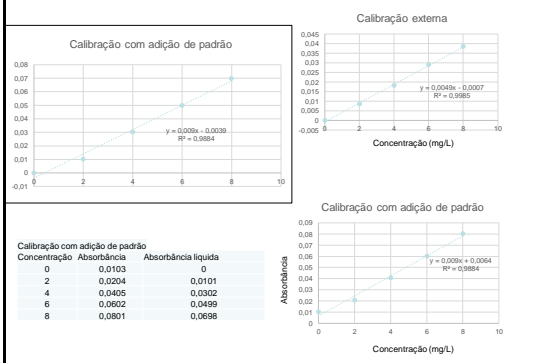 Calibração com adição de padrão
0,08
0,07
0,06
0,05
0,04
0,03
0,02
0,01
0
-0,01
0 2 4 6 8 10
y = 0,009x - 0,0039
R² = 0,9884
Calibração externa
0,045
0,04
0,035
0,03
0,025
0,02
0,015
0,01
0,005
0
-0,005
0 2 4 6 8 10
y = 0,0049x - 0,0007
R² = 0,9985
Concentração (mg/L)
Calibração com adição de padrão
Concentração Absorbância Absorbância liquida
0 0,0103 0
2 0,0204 0,0101
4 0,0405 0,0302
6 0,0602 0,0499
8 0,0801 0,0698
Calibração com adição de padrão
Absorbância
0,09
0,08
0,07
0,06
0,05
0,04
0,03
0,02
0,01
0
0 2 4 6 8 10
y = 0,009x + 0,0064
R² = 0,9884
Concentração (mg/L)